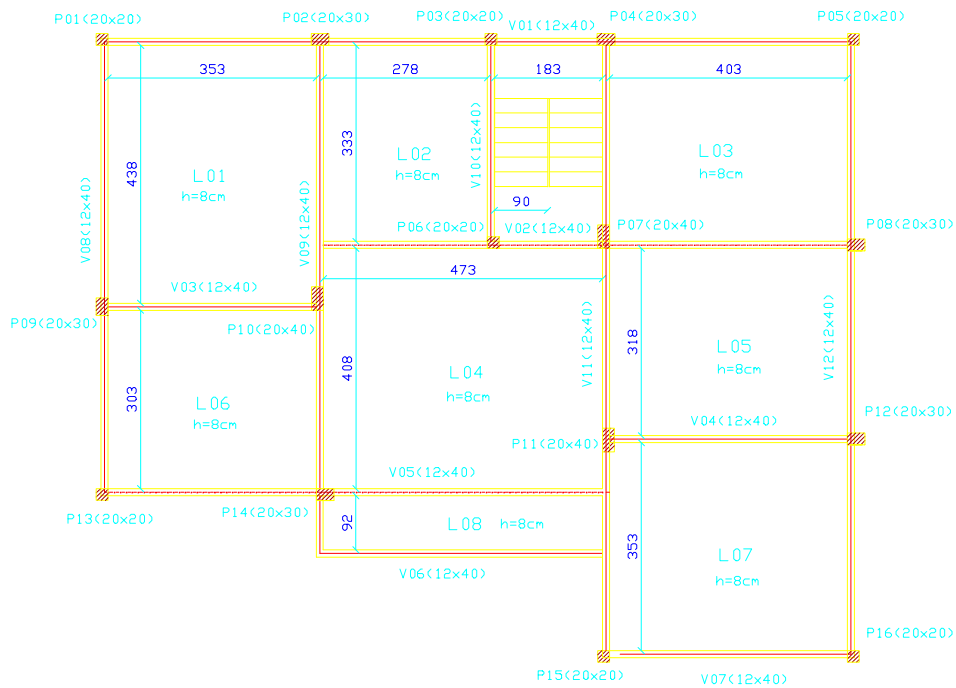 P01(20x20)
P02(20x30)
P03(20x20)
V01(12x40)
P04(20x30)
P05(20x20)
353
278
183
403
333
438
V10(12x40)
L01
h=8cm
L02
h=8cm
L03
h=8cm
V08(12x40)
V09(12x40)
90
P06(20x20)
V02(12x40)
P07(20x40)
P08(20x30)
473
V03(12x40)
P09(20x30)
P10(20x40)
V11(12x40)
V12(12x40)
318
L05
h=8cm
408
L04
h=8cm
303
L06
h=8cm
P11(20x40)
V04(12x40)
P12(20x30)
V05(12x40)
P13(20x20)
P14(20x30)
92
L08
h=8cm
353
L07
h=8cm
V06(12x40)
P16(20x20)
P15(20x20)
V07(12x40)